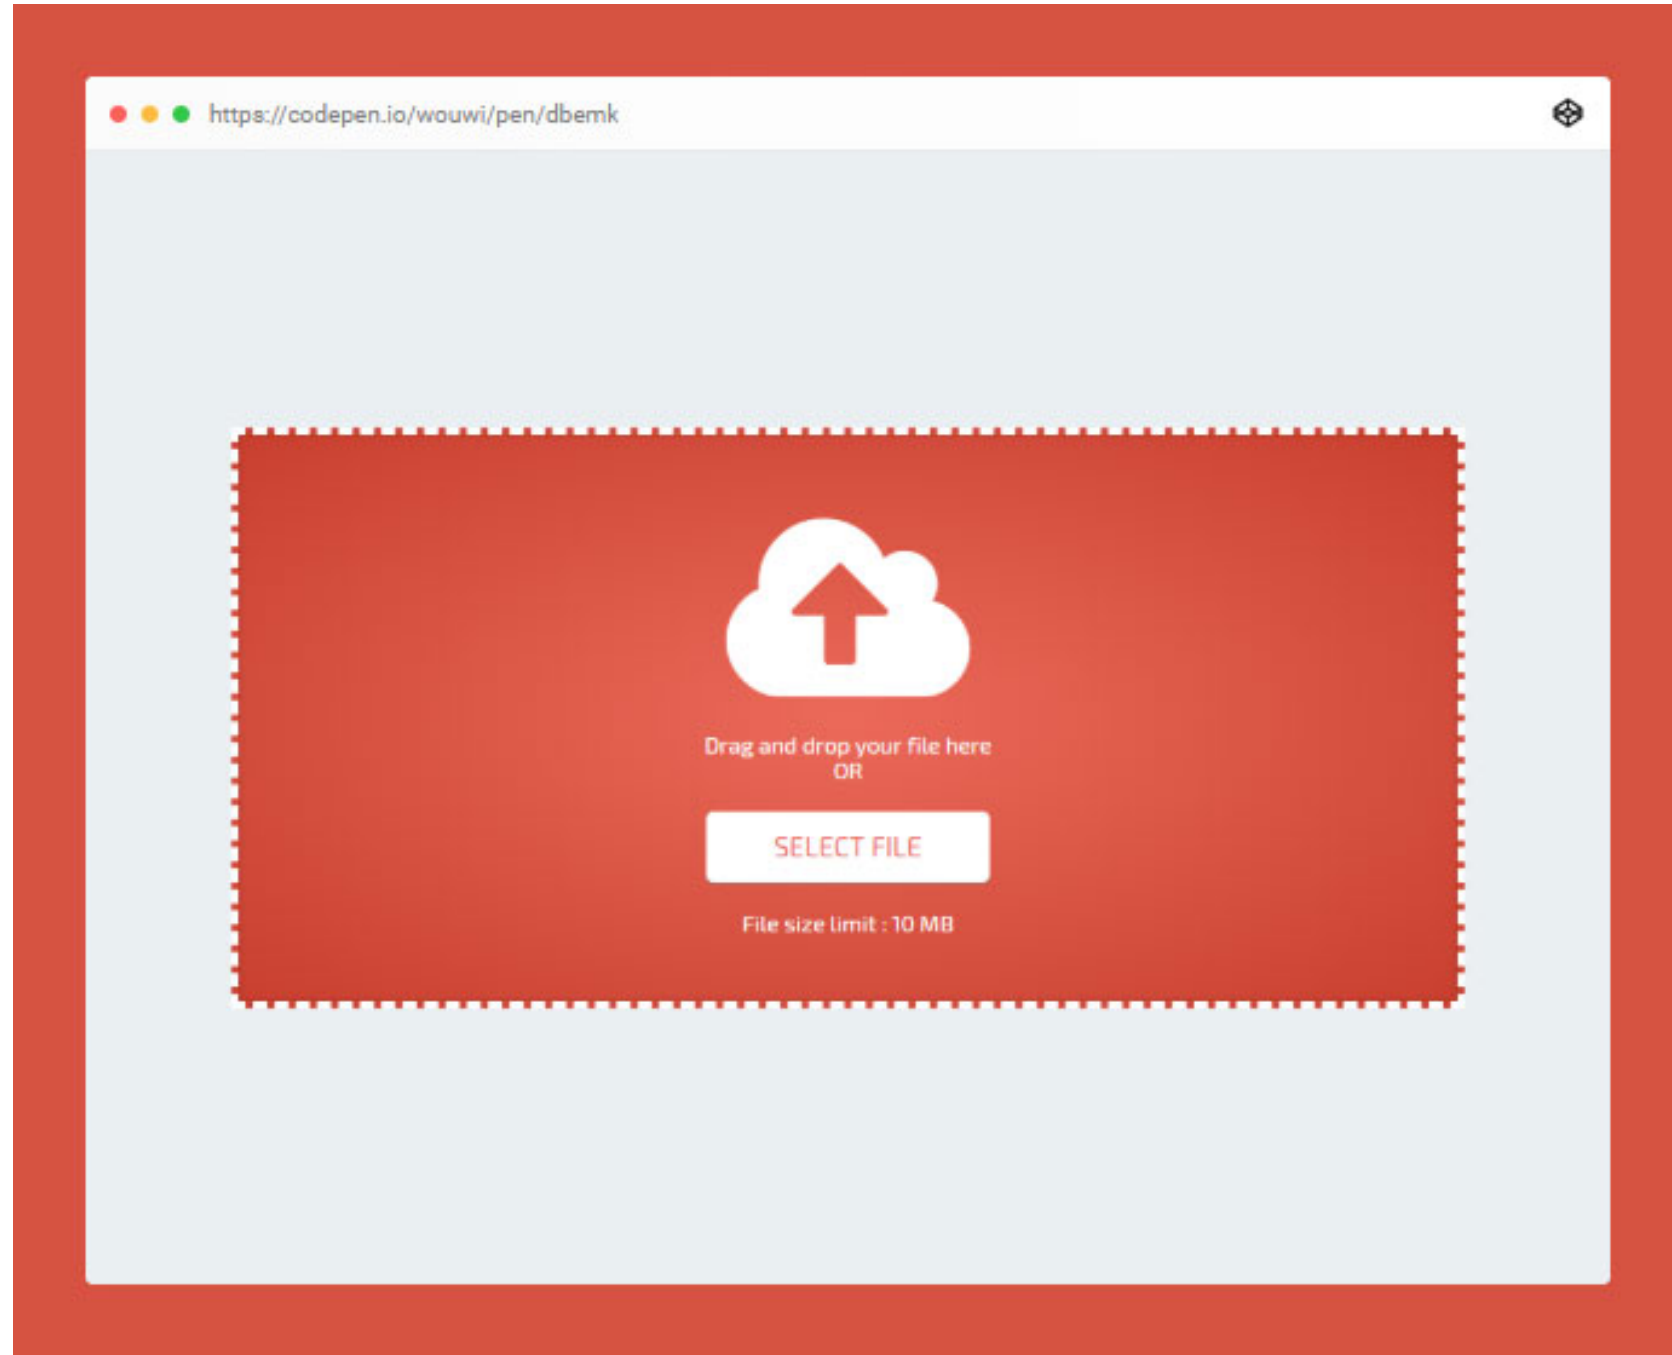 https://codepen.io/wouwi/pen/dbemk
Drag and drop your file here
OR
SELECT FILE
File size limit : 10 MB